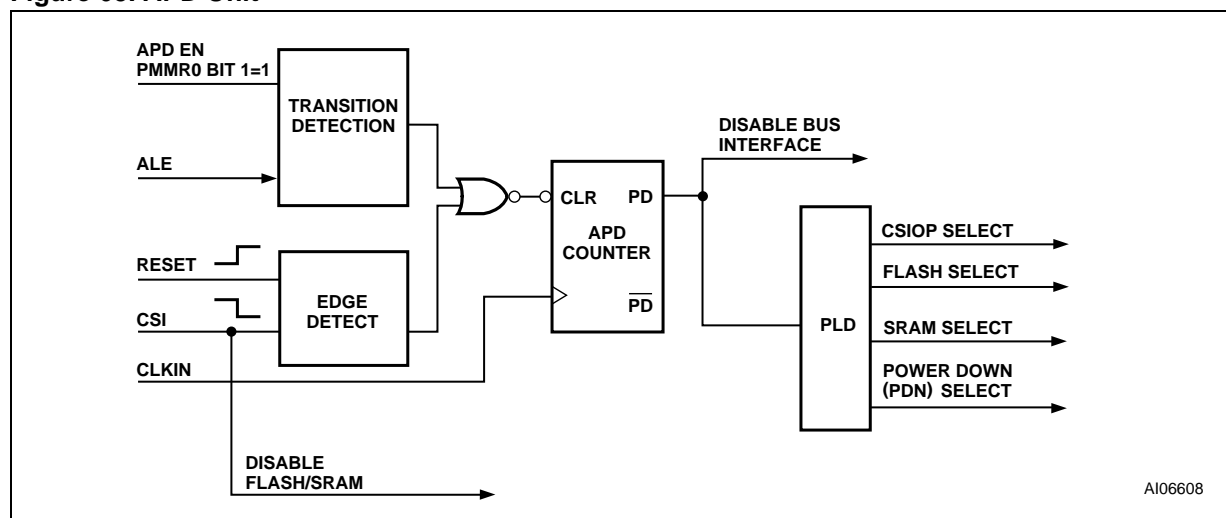 APD EN
PMMR0 BIT 1=1
TRANSITION
DETECTION
ALE
DISABLE BUS
INTERFACE
CLR PD
APD
COUNTER
PD
RESET
CSI
CLKIN
EDGE
DETECT
PLD
CSIOP SELECT
FLASH SELECT
SRAM SELECT
POWER DOWN
(PDN) SELECT
DISABLE
FLASH/SRAM
AI06608